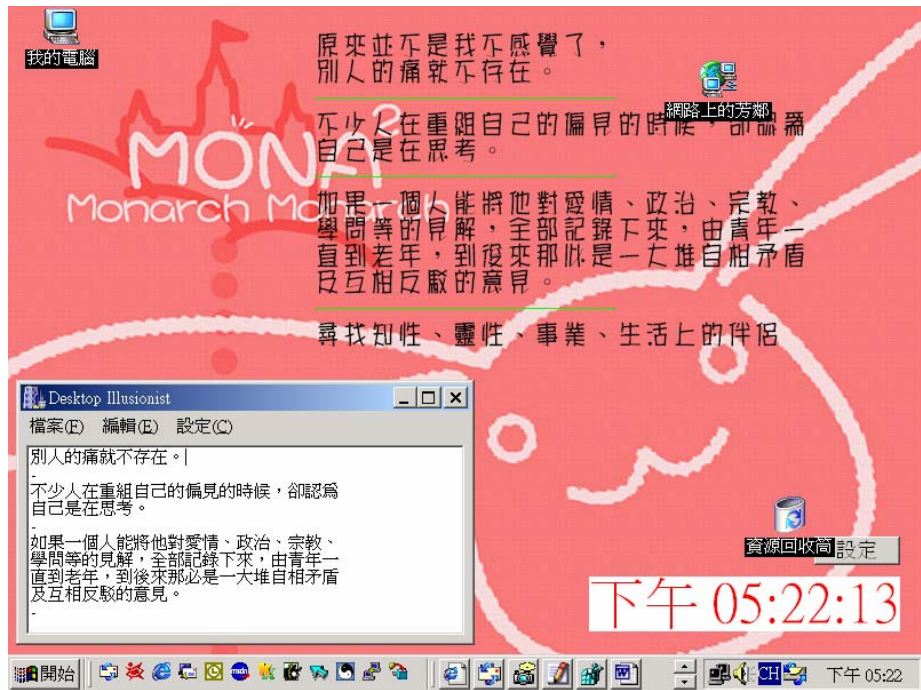 我的電腦
原來並不是我不感覺了，
別人的痛就不存在。
網路上的芳鄰
不少人在重組自己的偏見的時候，卻認為
自己是在思考。
MONA2
Monarch Monarch
如果一個人能將他對愛情、政治、宗教、
學問等的見解，全部記錄下來，由青年一
直到老年，到後來那必是一大堆自相矛盾
及互相反駁的意見。
尋找知性、靈性、事業、生活上的伴侶
Desktop Illusionist
檔案(F) 編輯(E) 設定(C)
別人的痛就不存在。
-
不少人在重組自己的偏見的時候，卻認為
自己是在思考。
-
如果一個人能將他對愛情、政治、宗教、
學問等的見解，全部記錄下來，由青年一
直到老年，到後來那必是一大堆自相矛盾
及互相反駁的意見。
-
資源回收筒
設定
下午 05:22:13
開始 msdn CH 下午 05:22